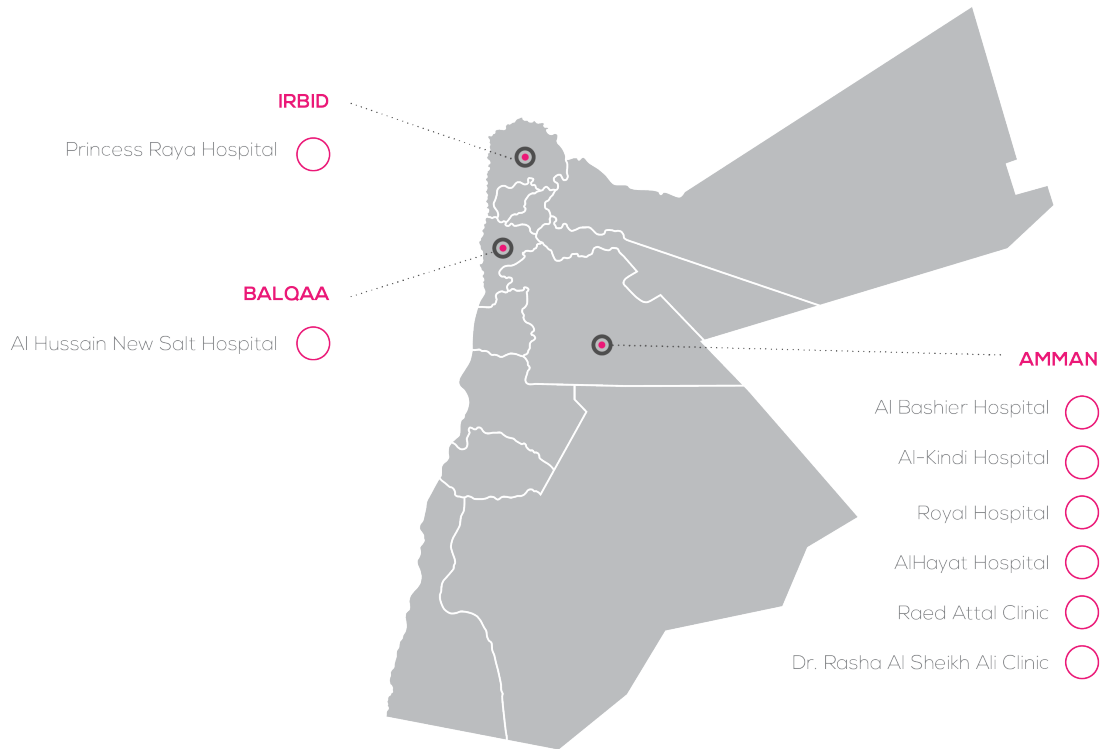 IRBID
Princess Raya Hospital
BALQAA
Al Hussain New Salt Hospital
AMMAN
Al Bashier Hospital
Al-Kindi Hospital
Royal Hospital
AlHayat Hospital
Raed Attal Clinic
Dr. Rasha Al Sheikh Ali Clinic